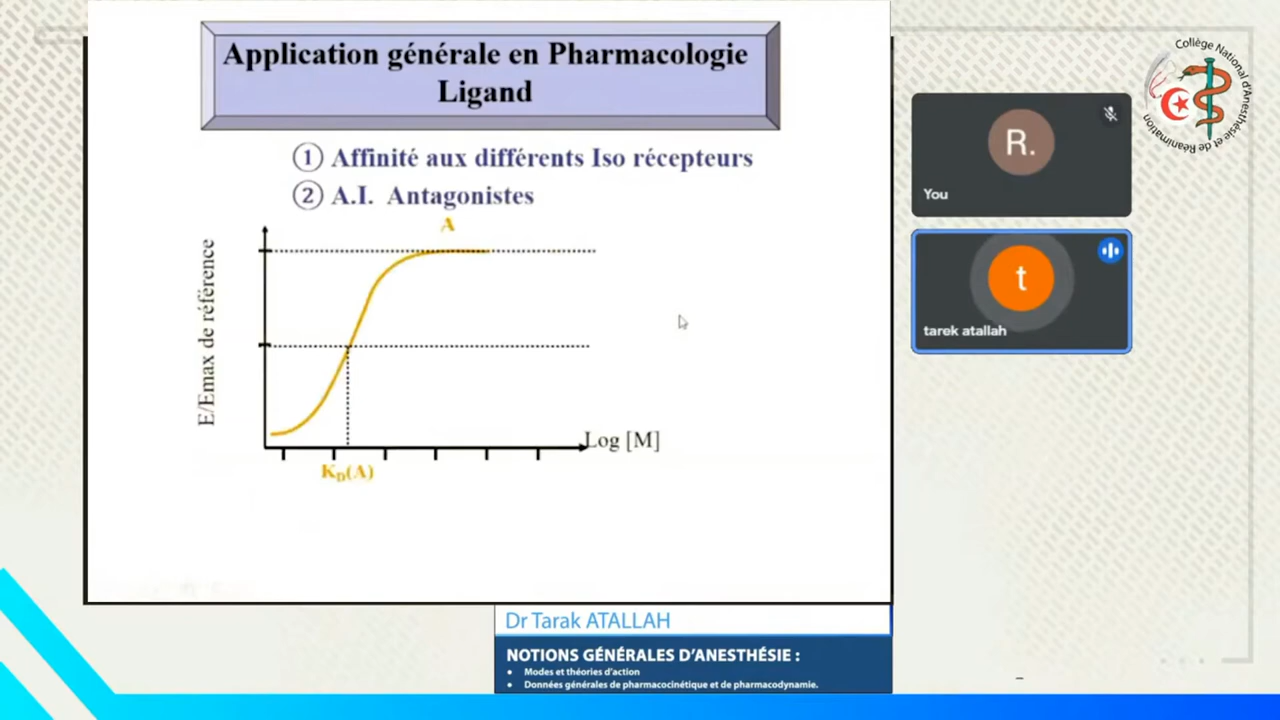 Application générale en Pharmacologie
Ligand
① Affinité aux différents Iso récepteurs
② A.I. Antagonistes
A
E/Emax de référence
Log [M]
KD(A)
Collège National d'Anesthésie et de Réanimation
R.
You
t
tarek atallah
Dr Tarak ATALLAH
NOTIONS GÉNÉRALES D'ANESTHÉSIE :
• Modes et théories d'action
• Données générales de pharmacocinétique et de pharmacodynamie.